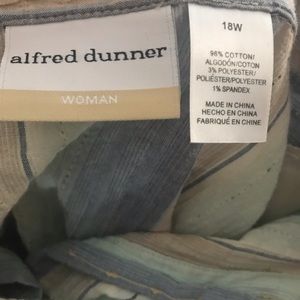 alfred dunner
WOMAN
18W
96% COTTON/
ALGODÓN/COTON
3% POLYESTER/
POLIÉSTER/POLYESTER
1% SPANDEX
MADE IN CHINA
HECHO EN CHINA
FABRIQUÉ EN CHINE